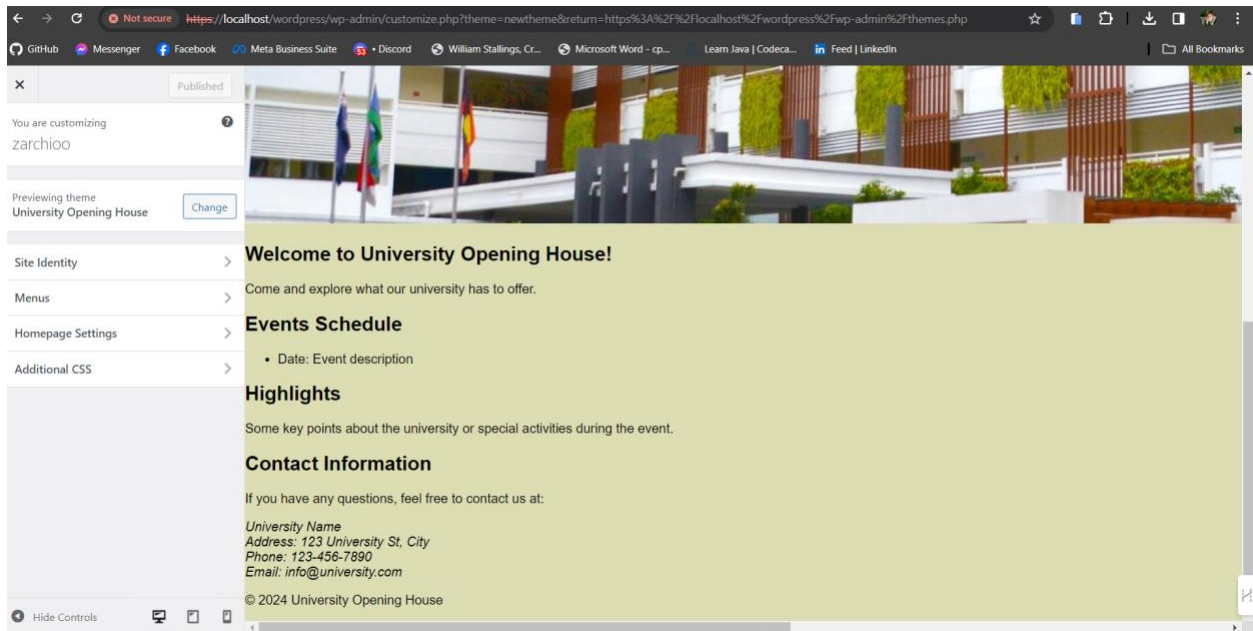 Not secure https://localhost/wordpress/wp-admin/customize.php?theme=newtheme&return=https%3A%2F%2Flocalhost%2Fwordpress%2Fwp-admin%2Fthemes.php
GitHub Messenger Facebook Meta Business Suite 53 • Discord William Stallings, Cr... Microsoft Word - cp... Learn Java | Codeca... in Feed | LinkedIn All Bookmarks
Published
You are customizing
zarchioo
Previewing theme
University Opening House
Change
Site Identity
Menus
Homepage Settings
Additional CSS
Hide Controls
Welcome to University Opening House!
Come and explore what our university has to offer.
Events Schedule
• Date: Event description
Highlights
Some key points about the university or special activities during the event.
Contact Information
If you have any questions, feel free to contact us at:
University Name
Address: 123 University St, City
Phone: 123-456-7890
Email: info@university.com
© 2024 University Opening House